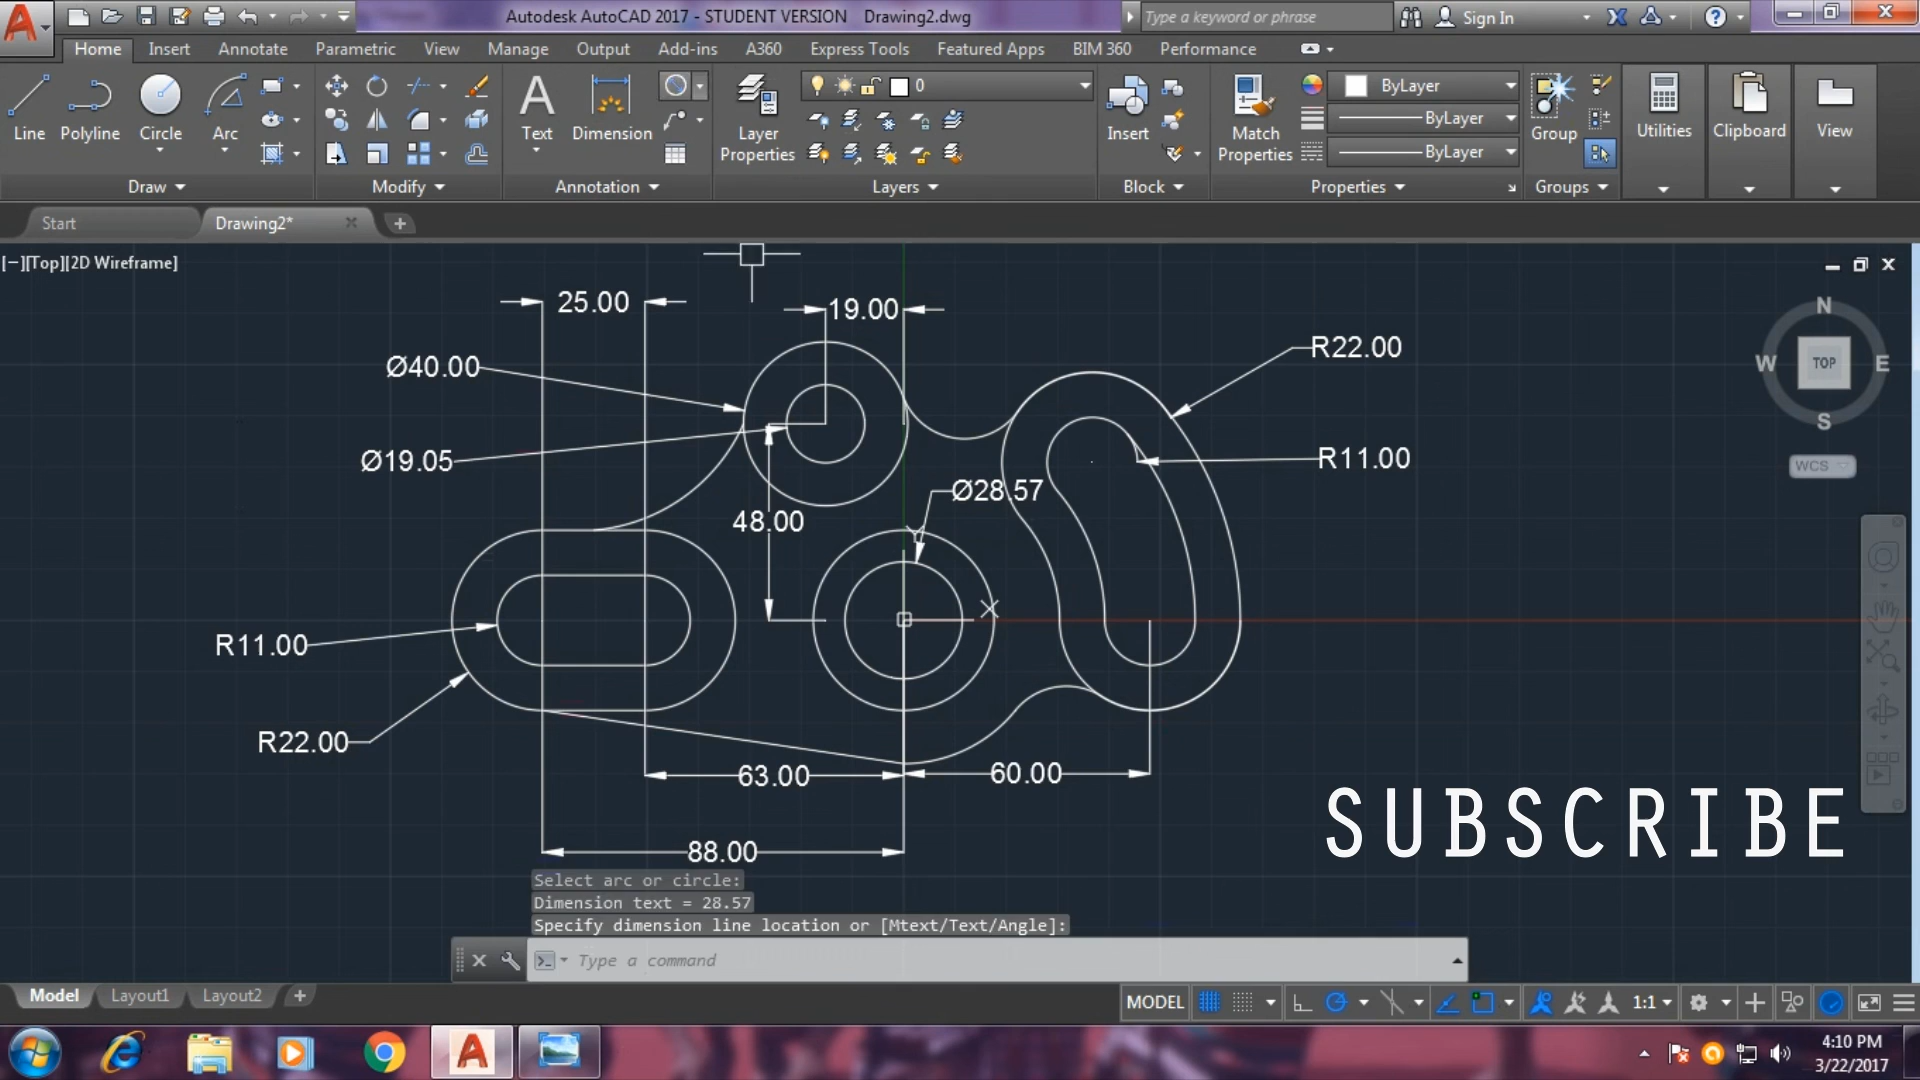 Autodesk AutoCAD 2017 - STUDENT VERSION Drawing2.dwg
Type a keyword or phrase
Sign In
Home Insert Annotate Parametric View Manage Output Add-ins A360 Express Tools Featured Apps BIM 360 Performance
Line Polyline Circle Arc
Draw
Modify
Text Dimension
Annotation
Layer Properties
0
Layers
Insert
Block
Match Properties
ByLayer
ByLayer
ByLayer
Properties
Group
Groups
Utilities
Clipboard
View
Start
Drawing2*
[−][Top][2D Wireframe]
25.00
19.00
Ø40.00
R22.00
Ø19.05
R11.00
Ø28.57
48.00
Y
X
R11.00
R22.00
63.00
60.00
88.00
N
W
TOP
E
S
WCS
SUBSCRIBE
Select arc or circle:
Dimension text = 28.57
Specify dimension line location or [Mtext/Text/Angle]:
Type a command
Model Layout1 Layout2
MODEL
1:1
4:10 PM
3/22/2017